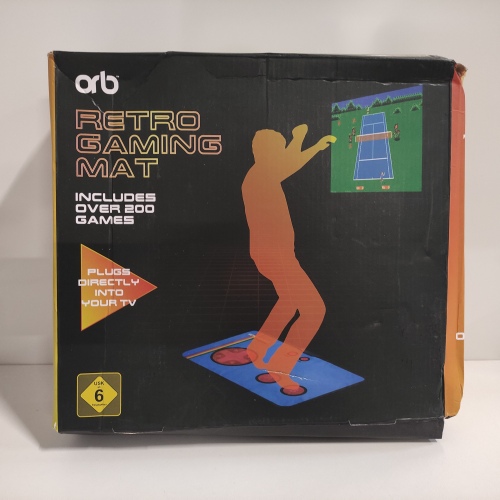 orb
RETRO
GAMING
MAT
INCLUDES
OVER 200
GAMES
PLUGS
DIRECTLY
INTO
YOUR TV
USK
6